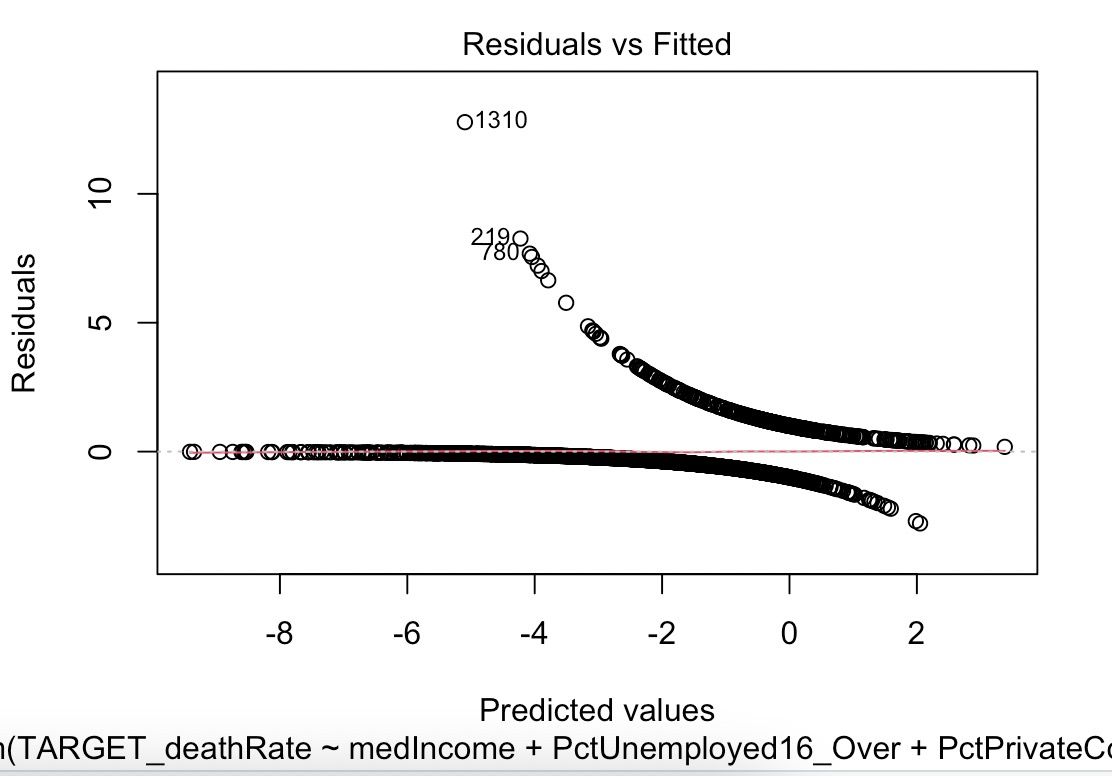 Residuals vs Fitted
1310
219
780
Residuals
10
5
0
-8 -6 -4 -2 0 2
Predicted values
(TARGET_deathRate ~ medIncome + PctUnemployed16_Over +